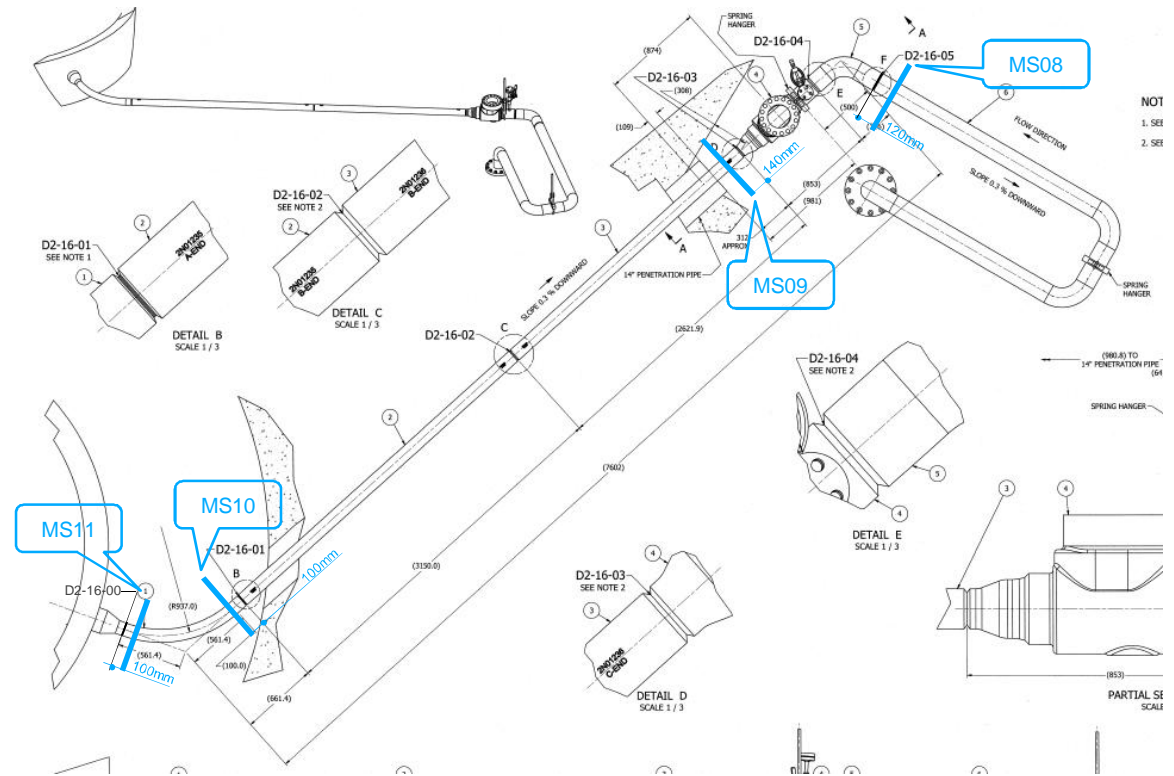 SPRING
HANGER
(874)
D2-16-04
5
A
D2-16-05
F
MS08
D2-16-03
4
(308)
E
(500)
6
(109)
NOT
1. SEE
2. SEE
120mm
FLOW DIRECTION
D
140mm
SLOPE 0.3 % DOWNWARD
(853)
(981)
3
D2-16-02
SEE NOTE 2
2N01236
B-END
2
2N01236
B-END
2
D2-16-01
SEE NOTE 1
2N01235
A-END
1
3
312
APPROX
A
14" PENETRATION PIPE
MS09
SPRING
HANGER
SLOPE 0.3 % DOWNWARD
DETAIL C
SCALE 1 / 3
DETAIL B
SCALE 1 / 3
D2-16-02
C
(2621.9)
D2-16-04
SEE NOTE 2
(980.8) TO
14" PENETRATION PIPE
(64
SPRING HANGER
2
(7602)
5
4
DETAIL E
SCALE 1 / 3
3
4
MS10
MS11
D2-16-01
B
100mm
(3150.0)
D2-16-00
1
(R937.0)
(561.4)
(561.4)
(100.0)
100mm
(661.4)
4
D2-16-03
SEE NOTE 2
3
2N01236
C-END
DETAIL D
SCALE 1 / 3
(853)
PARTIAL SE
SCALE